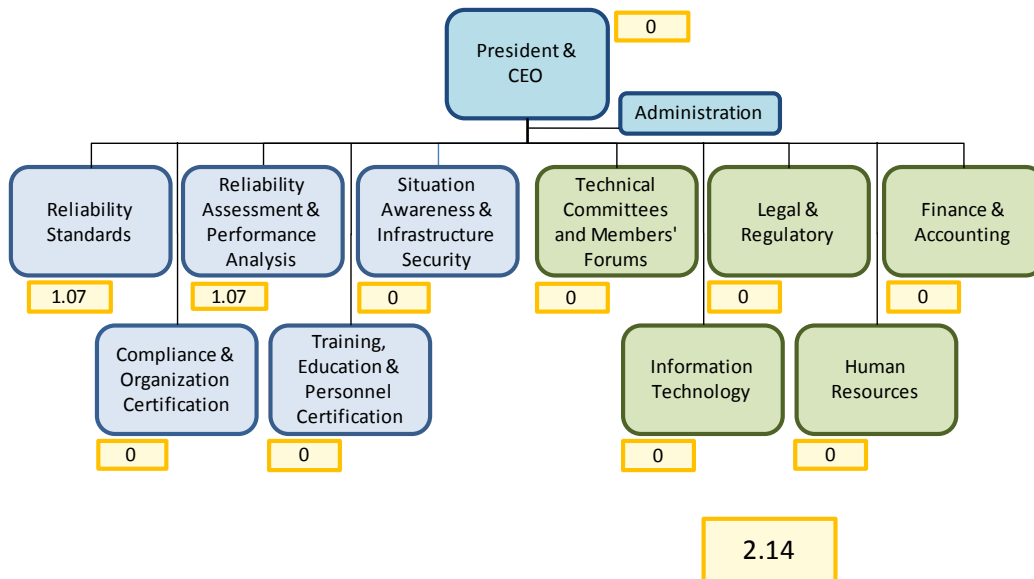 0
President &
CEO
Administration
Reliability
Standards
Reliability
Assessment &
Performance
Analysis
Situation
Awareness &
Infrastructure
Security
Technical
Committees
and Members'
Forums
Legal &
Regulatory
Finance &
Accounting
1.07
1.07
0
0
0
0
Compliance &
Organization
Certification
Training,
Education &
Personnel
Certification
Information
Technology
Human
Resources
0
0
0
0
2.14